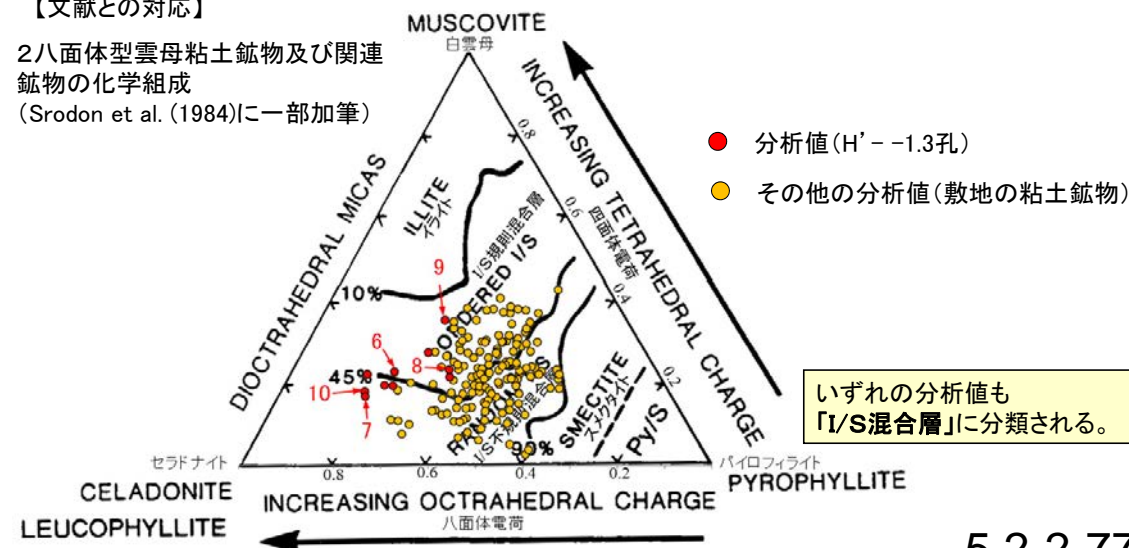 【文献との対応】
2八面体型雲母粘土鉱物及び関連
鉱物の化学組成
(Srodon et al. (1984)に一部加筆)
MUSCOVITE
白雲母
INCREASING TETRAHEDRAL CHARGE
四面体電荷
DIOCTRAHEDRAL MICAS
0.8
0.6
0.4
0.2
ILLITE
イライト
I/S規則混合層
ORDERED I/S
10%
9
6
8
45%
10
7
I/S不規則混合層
90%
SMECTITE
スメクタイト
Py/S
分析値(H’- -1.3孔)
その他の分析値(敷地の粘土鉱物)
いずれの分析値も
「I/S混合層」に分類される。
セラドナイト
CELADONITE
LEUCOPHYLLITE
0.8
0.6
0.4
0.2
パイロフィライト
PYROPHYLLITE
INCREASING OCTRAHEDRAL CHARGE
八面体電荷